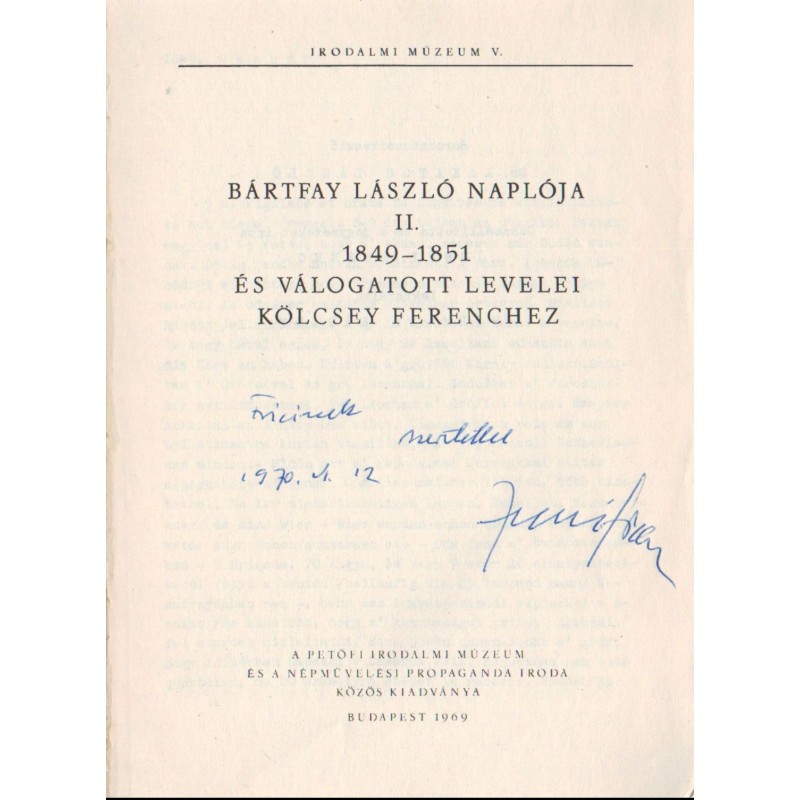 IRODALMI MÚZEUM V.
BÁRTFAY LÁSZLÓ NAPLÓJA
II.
1849–1851
ÉS VÁLOGATOTT LEVELEI
KÖLCSEY FERENCHEZ
Fricinek
szeretettel
1970. 12
A PETŐFI IRODALMI MÚZEUM
ÉS A NÉPMŰVELÉSI PROPAGANDA IRODA
KÖZÖS KIADVÁNYA
BUDAPEST 1969